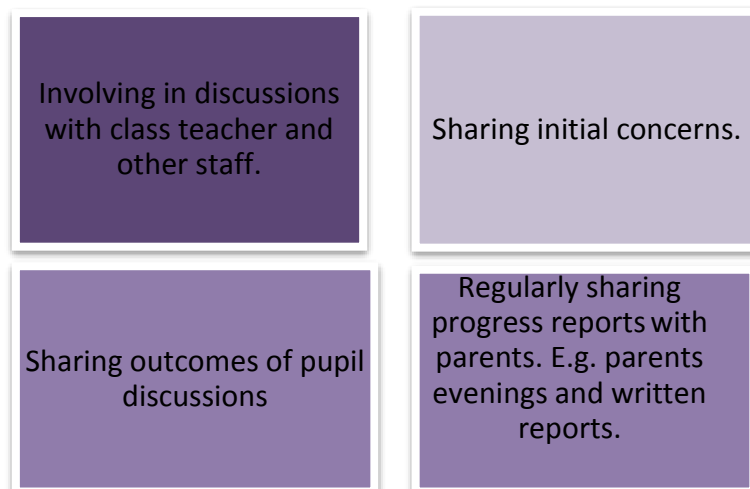 Involving in discussions
with class teacher and
other staff.
Sharing initial concerns.
Sharing outcomes of pupil
discussions
Regularly sharing
progress reports with
parents. E.g. parents
evenings and written
reports.